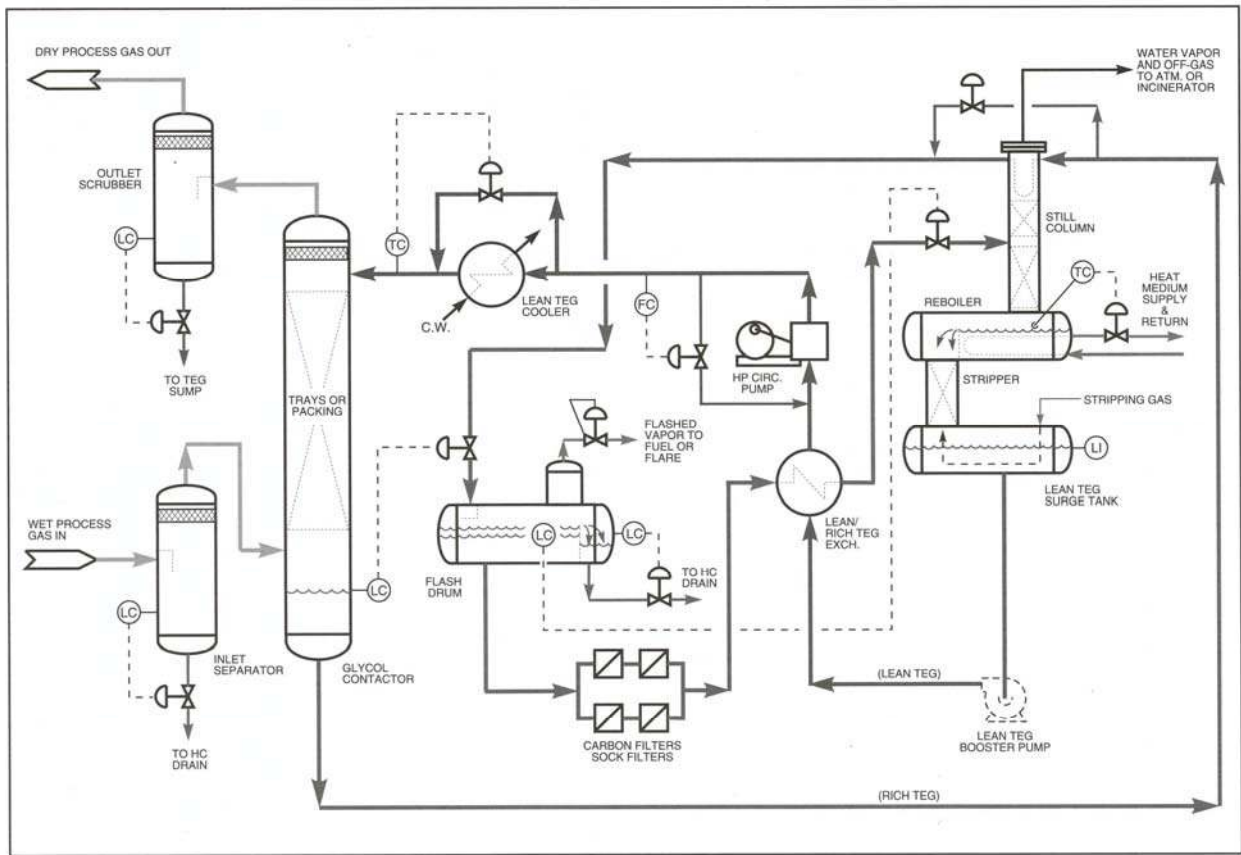 DRY PROCESS GAS OUT
OUTLET
SCRUBBER
LC
TO TEG
SUMP
WET PROCESS
GAS IN
LC
INLET
SEPARATOR
TO HC
DRAIN
TRAYS OR
PACKING
LC
GLYCOL
CONTACTOR
TC
C.W.
LEAN TEG
COOLER
FC
HP CIRC.
PUMP
FLASHED
VAPOR TO
FUEL OR
FLARE
LC
LC
FLASH
DRUM
TO HC
DRAIN
CARBON FILTERS
SOCK FILTERS
LEAN/
RICH TEG
EXCH.
WATER VAPOR
AND OFF-GAS
TO ATM. OR
INCINERATOR
STILL
COLUMN
TC
REBOILER
HEAT
MEDIUM
SUPPLY
&
RETURN
STRIPPER
STRIPPING GAS
LI
LEAN TEG
SURGE TANK
(LEAN TEG)
LEAN TEG
BOOSTER PUMP
(RICH TEG)